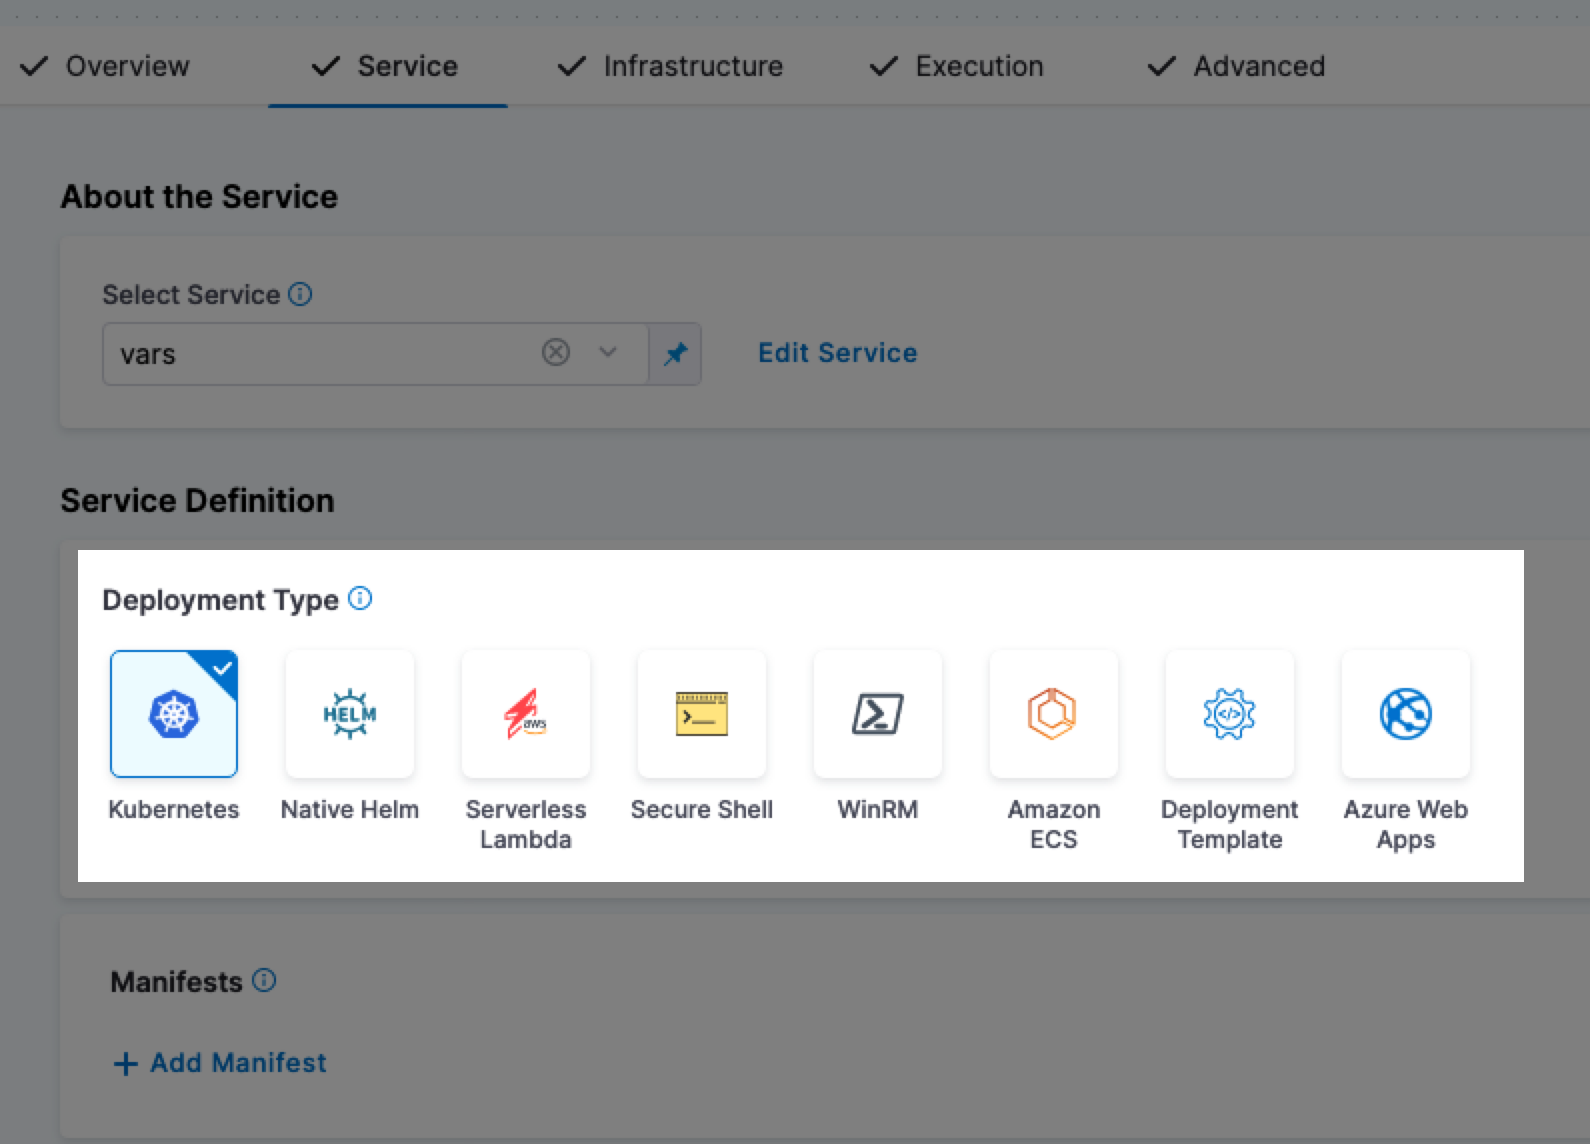 Overview Service Infrastructure Execution Advanced
About the Service
Select Service
vars
Edit Service
Service Definition
Deployment Type
HELM
aws
>_
</>
Kubernetes Native Helm Serverless Lambda Secure Shell WinRM Amazon ECS Deployment Template Azure Web Apps
Manifests
+ Add Manifest